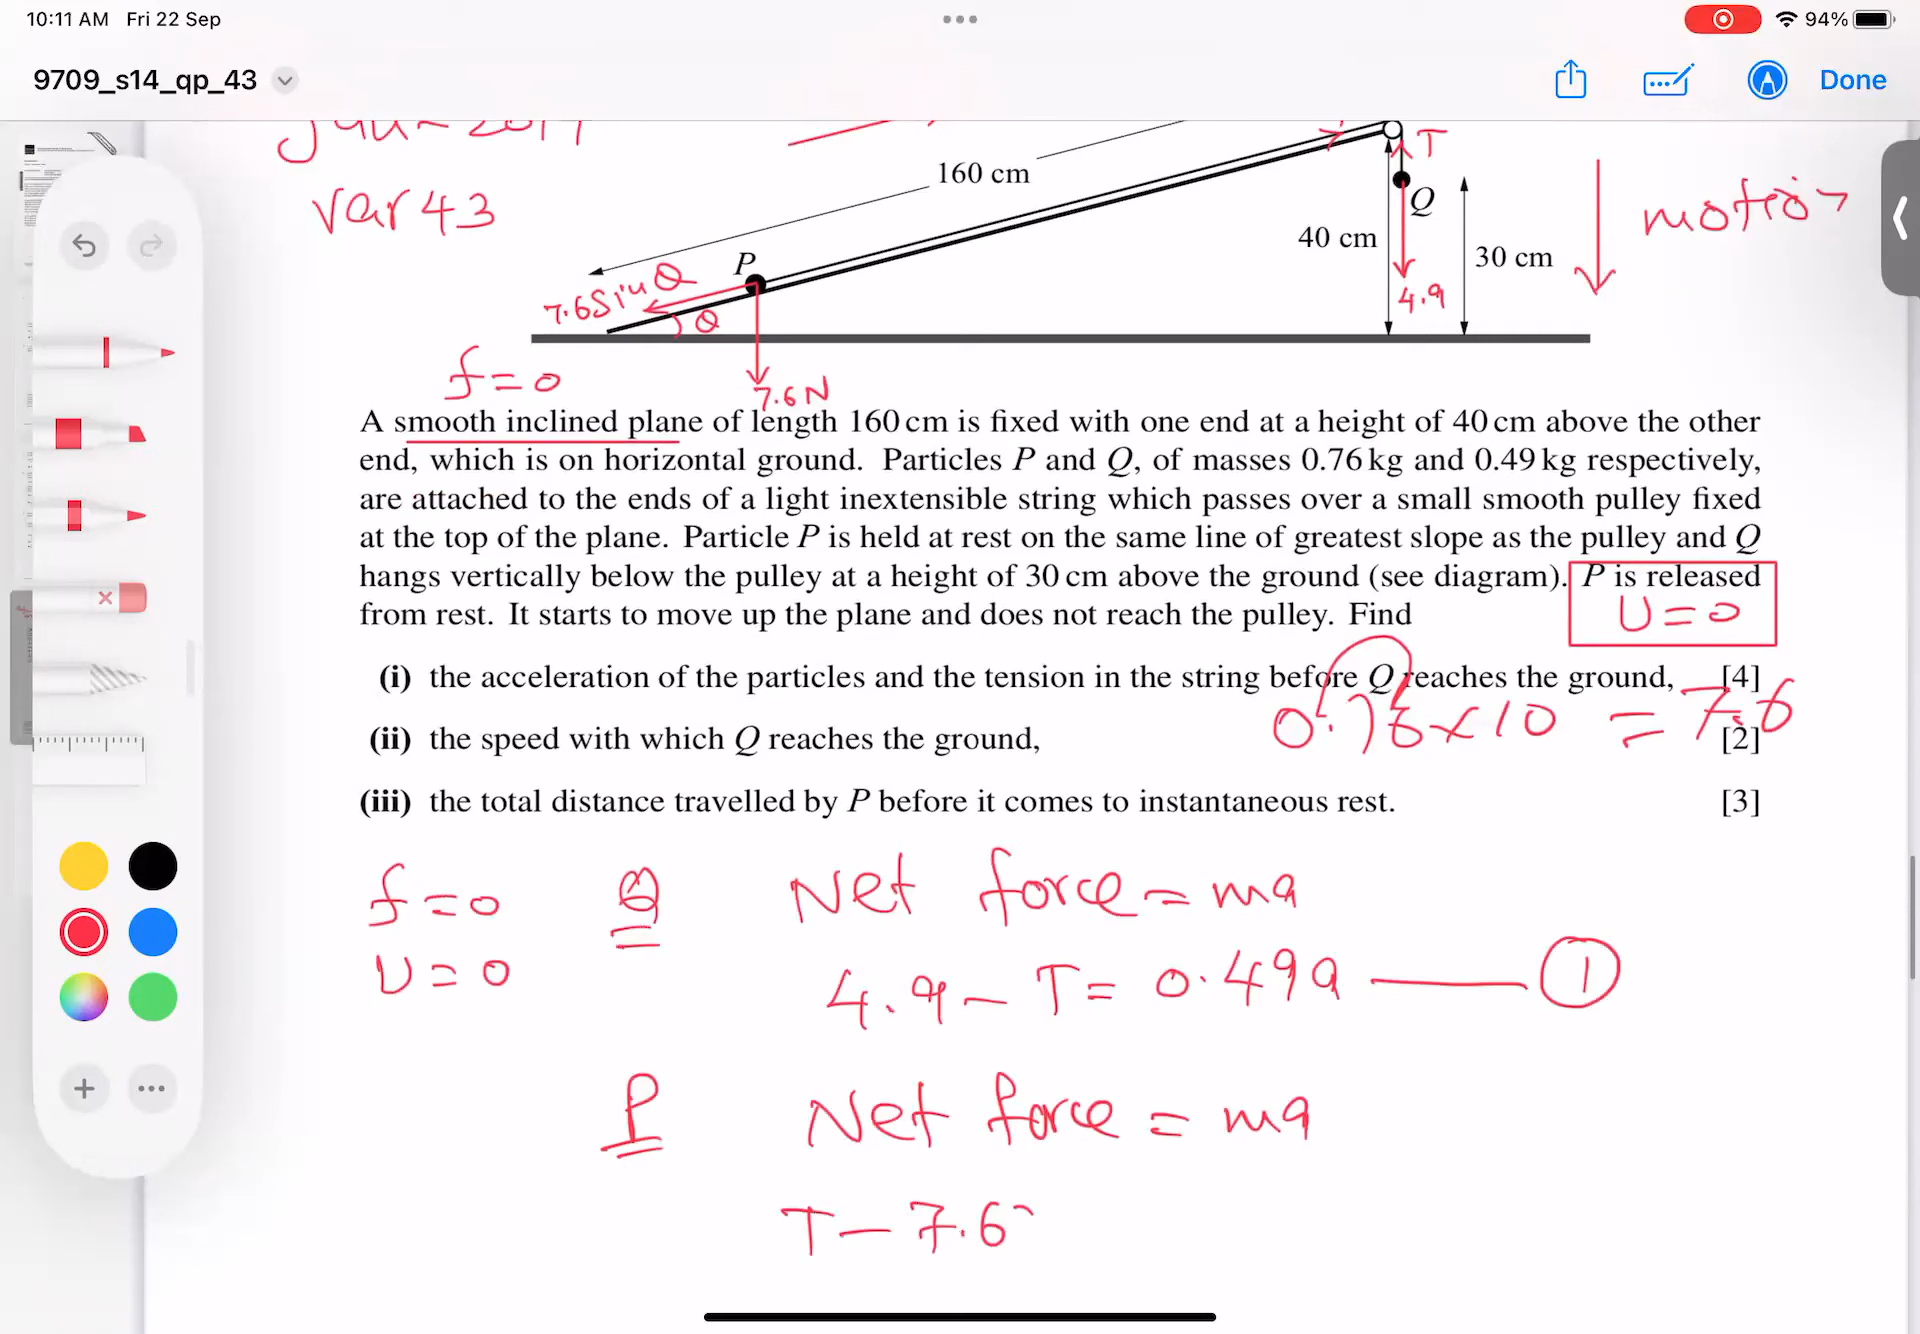 10:11 AM Fri 22 Sep
94%
9709_s14_qp_43
Done
var 43
160 cm
T
Q
motion
40 cm
30 cm
P
7.6 Sin Q
Q
4.9
f = 0
7.6 N
A smooth inclined plane of length 160 cm is fixed with one end at a height of 40 cm above the other
end, which is on horizontal ground. Particles P and Q, of masses 0.76 kg and 0.49 kg respectively,
are attached to the ends of a light inextensible string which passes over a small smooth pulley fixed
at the top of the plane. Particle P is held at rest on the same line of greatest slope as the pulley and Q
hangs vertically below the pulley at a height of 30 cm above the ground (see diagram). P is released
from rest. It starts to move up the plane and does not reach the pulley. Find
U = 0
(i) the acceleration of the particles and the tension in the string before Q reaches the ground, [4]
0.76 × 10 = 7.6
(ii) the speed with which Q reaches the ground, [2]
(iii) the total distance travelled by P before it comes to instantaneous rest. [3]
f = 0 Q Net force = ma
U = 0 4.9 − T = 0.49a —— 1
P Net force = ma
T − 7.6